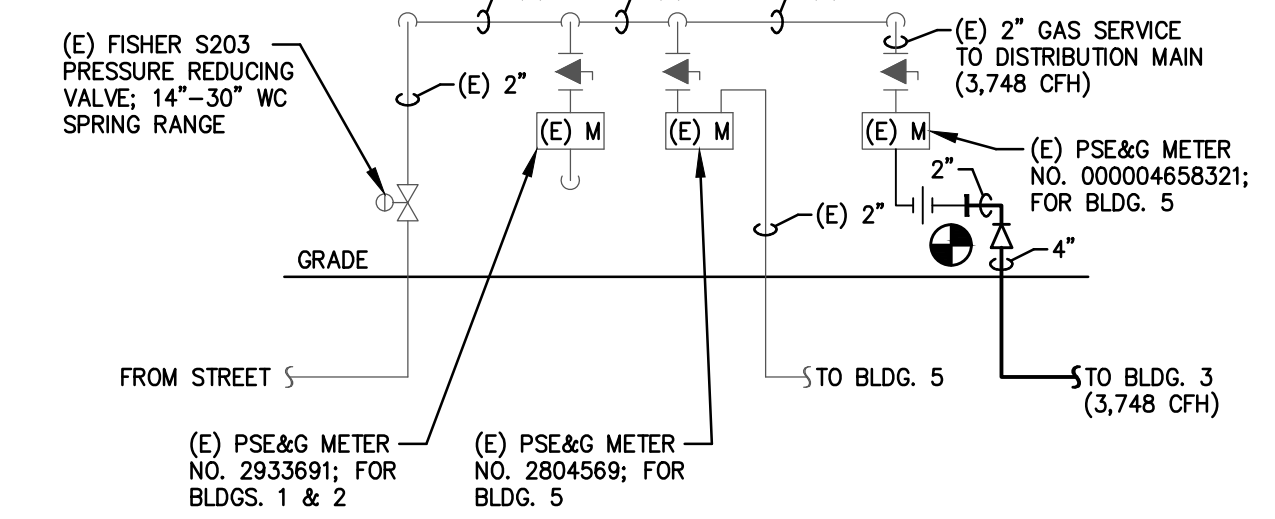 (E) FISHER S203
PRESSURE REDUCING
VALVE; 14"-30" WC
SPRING RANGE
(E) 2"
(E) 2" GAS SERVICE
TO DISTRIBUTION MAIN
(3,748 CFH)
(E) M
(E) M
(E) M
(E) PSE&G METER
NO. 000004658321;
FOR BLDG. 5
2"
(E) 2"
4"
GRADE
FROM STREET
TO BLDG. 5
TO BLDG. 3
(3,748 CFH)
(E) PSE&G METER
NO. 2933691; FOR
BLDGS. 1 & 2
(E) PSE&G METER
NO. 2804569; FOR
BLDG. 5